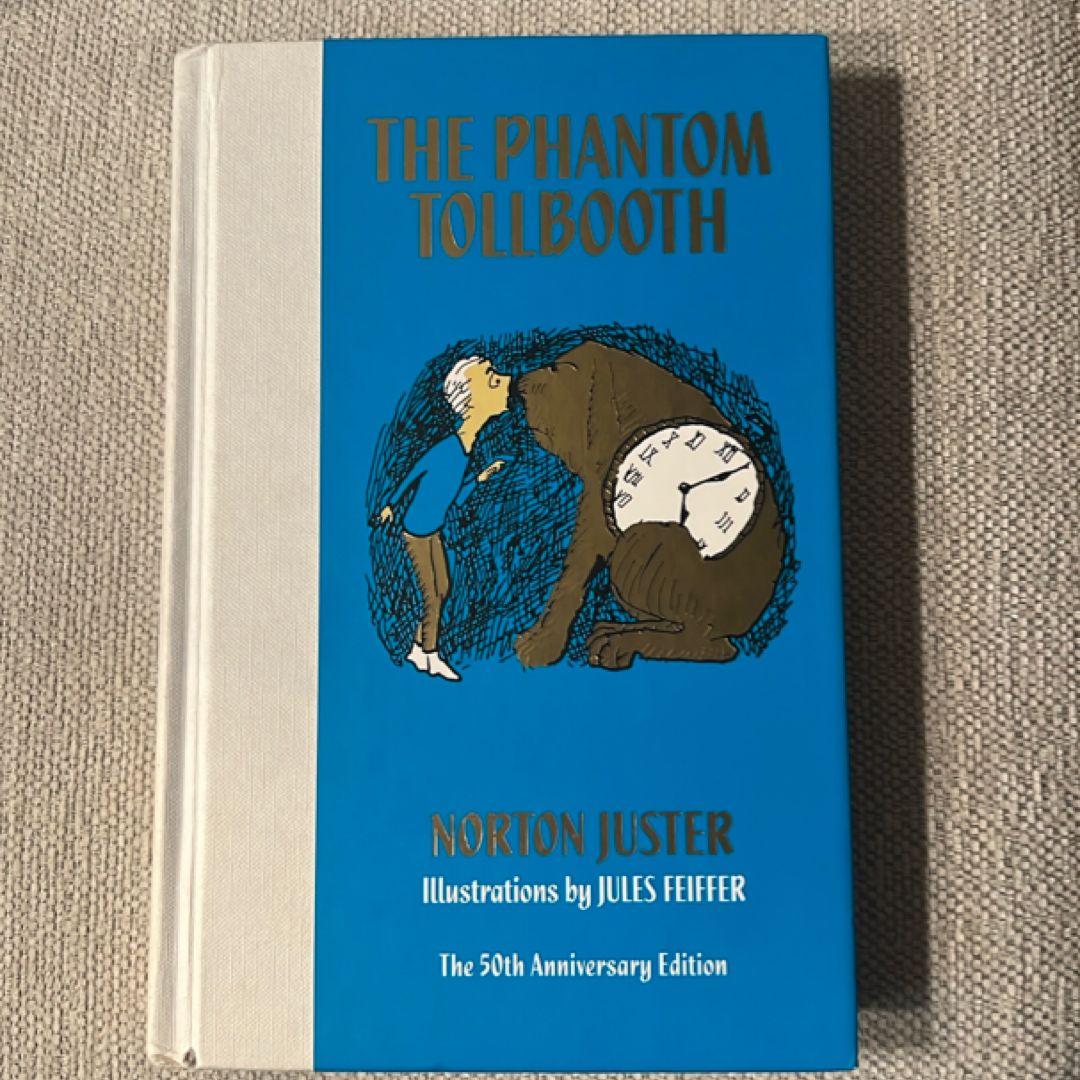 THE PHANTOM
TOLLBOOTH
NORTON JUSTER
Illustrations by JULES FEIFFER
The 50th Anniversary Edition